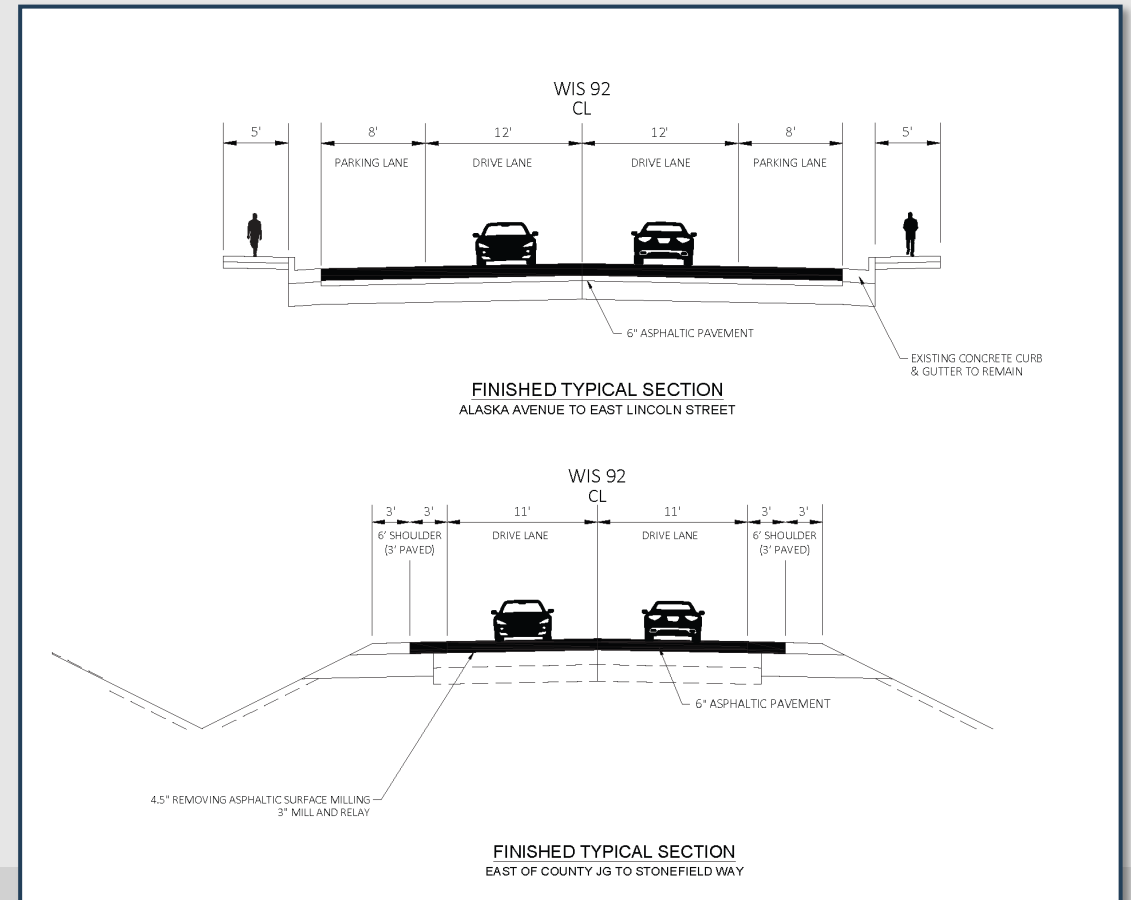 WIS 92
CL
5' 8' 12' 12' 8' 5'
PARKING LANE DRIVE LANE DRIVE LANE PARKING LANE
6" ASPHALTIC PAVEMENT
EXISTING CONCRETE CURB
& GUTTER TO REMAIN
FINISHED TYPICAL SECTION
ALASKA AVENUE TO EAST LINCOLN STREET
WIS 92
CL
3' 3' 11' 11' 3' 3'
6' SHOULDER DRIVE LANE DRIVE LANE 6' SHOULDER
(3' PAVED) (3' PAVED)
6" ASPHALTIC PAVEMENT
4.5" REMOVING ASPHALTIC SURFACE MILLING
3" MILL AND RELAY
FINISHED TYPICAL SECTION
EAST OF COUNTY JG TO STONEFIELD WAY